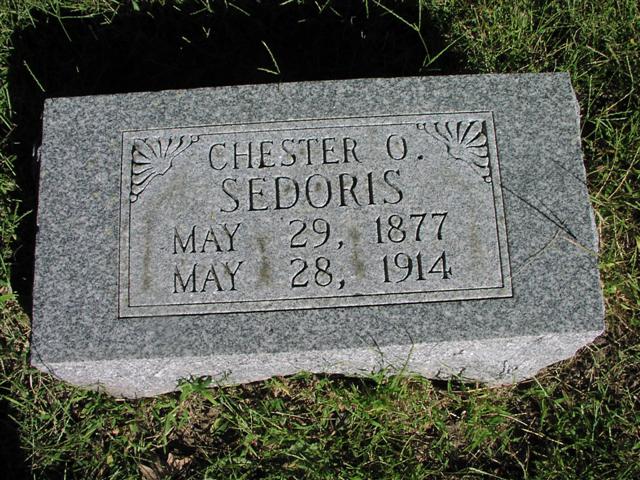 CHESTER O.
SEDORIS
MAY 29, 1877
MAY 28, 1914